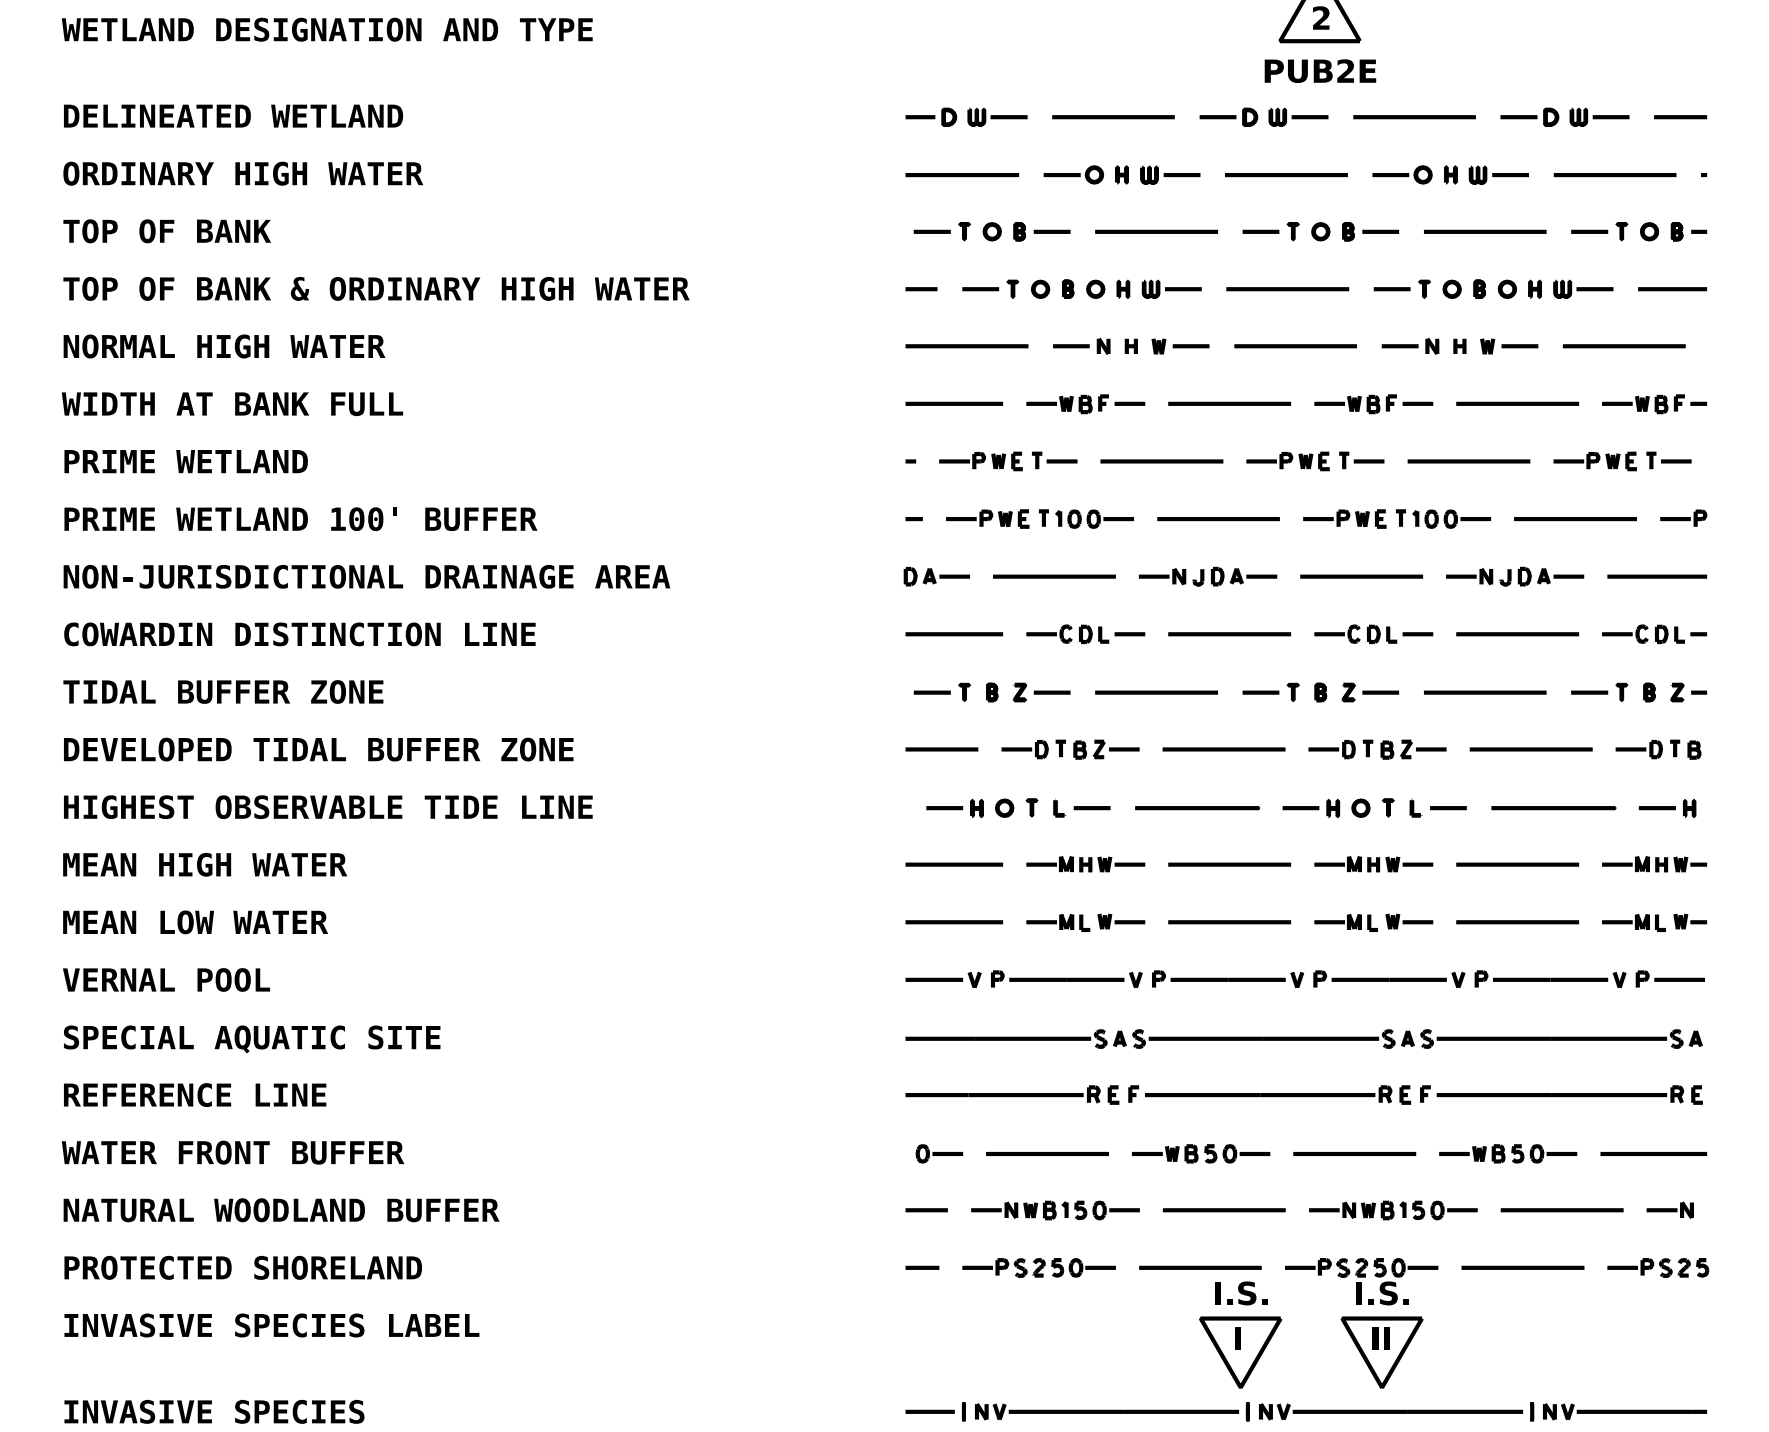 2
WETLAND DESIGNATION AND TYPE
PUB2E
DELINEATED WETLAND DW DW DW
ORDINARY HIGH WATER OHW OHW
TOP OF BANK TOB TOB TOB
TOP OF BANK & ORDINARY HIGH WATER TOBOHW TOBOHW
NORMAL HIGH WATER NHW NHW
WIDTH AT BANK FULL WBF WBF WBF
PRIME WETLAND PWET PWET PWET
PRIME WETLAND 100' BUFFER PWET100 PWET100 P
NON-JURISDICTIONAL DRAINAGE AREA DA NJDA NJDA
COWARDIN DISTINCTION LINE CDL CDL CDL
TIDAL BUFFER ZONE TBZ TBZ TBZ
DEVELOPED TIDAL BUFFER ZONE DTBZ DTBZ DTB
HIGHEST OBSERVABLE TIDE LINE HOTL HOTL H
MEAN HIGH WATER MHW MHW MHW
MEAN LOW WATER MLW MLW MLW
VERNAL POOL VP VP VP VP VP
SPECIAL AQUATIC SITE SAS SAS SA
REFERENCE LINE REF REF RE
WATER FRONT BUFFER 0 WB50 WB50
NATURAL WOODLAND BUFFER NWB150 NWB150 N
PROTECTED SHORELAND PS250 PS250 PS25
I.S. I.S.
INVASIVE SPECIES LABEL I II
INVASIVE SPECIES INV INV INV